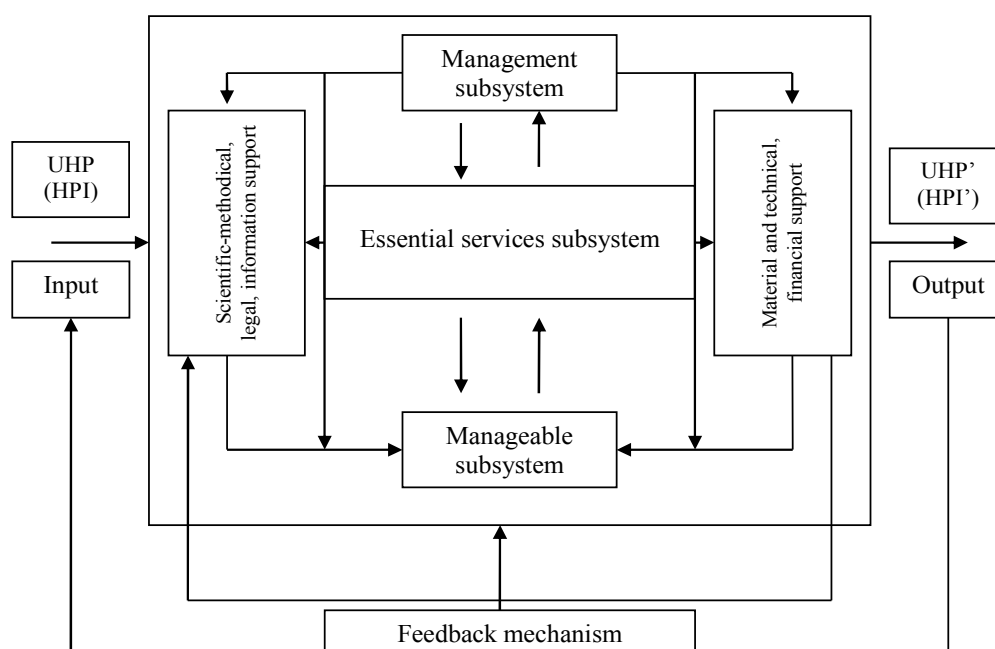 Management
subsystem
UHP
(HPI)
Input
Scientific-methodical,
legal, information support
Essential services subsystem
Material and technical,
financial support
UHP’
(HPI’)
Output
Manageable
subsystem
Feedback mechanism